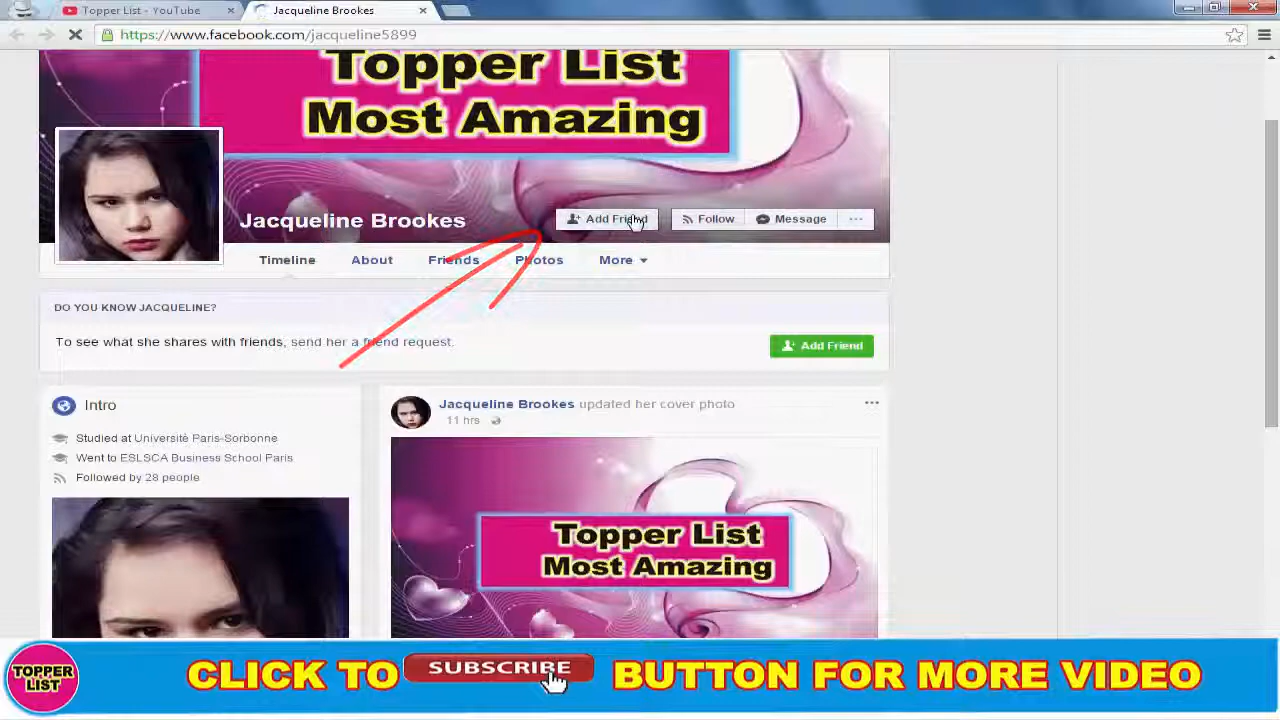 Topper List - YouTube
Jacqueline Brookes
https://www.facebook.com/jacqueline5899
Topper List
Most Amazing
Jacqueline Brookes
Add Friend
Follow
Message
Timeline
About
Friends
Photos
More
DO YOU KNOW JACQUELINE?
To see what she shares with friends, send her a friend request.
Add Friend
Intro
Studied at Université Paris-Sorbonne
Went to ESLSCA Business School Paris
Followed by 28 people
Jacqueline Brookes updated her cover photo
11 hrs
Topper List
Most Amazing
TOPPER
LIST
CLICK TO SUBSCRIBE BUTTON FOR MORE VIDEO